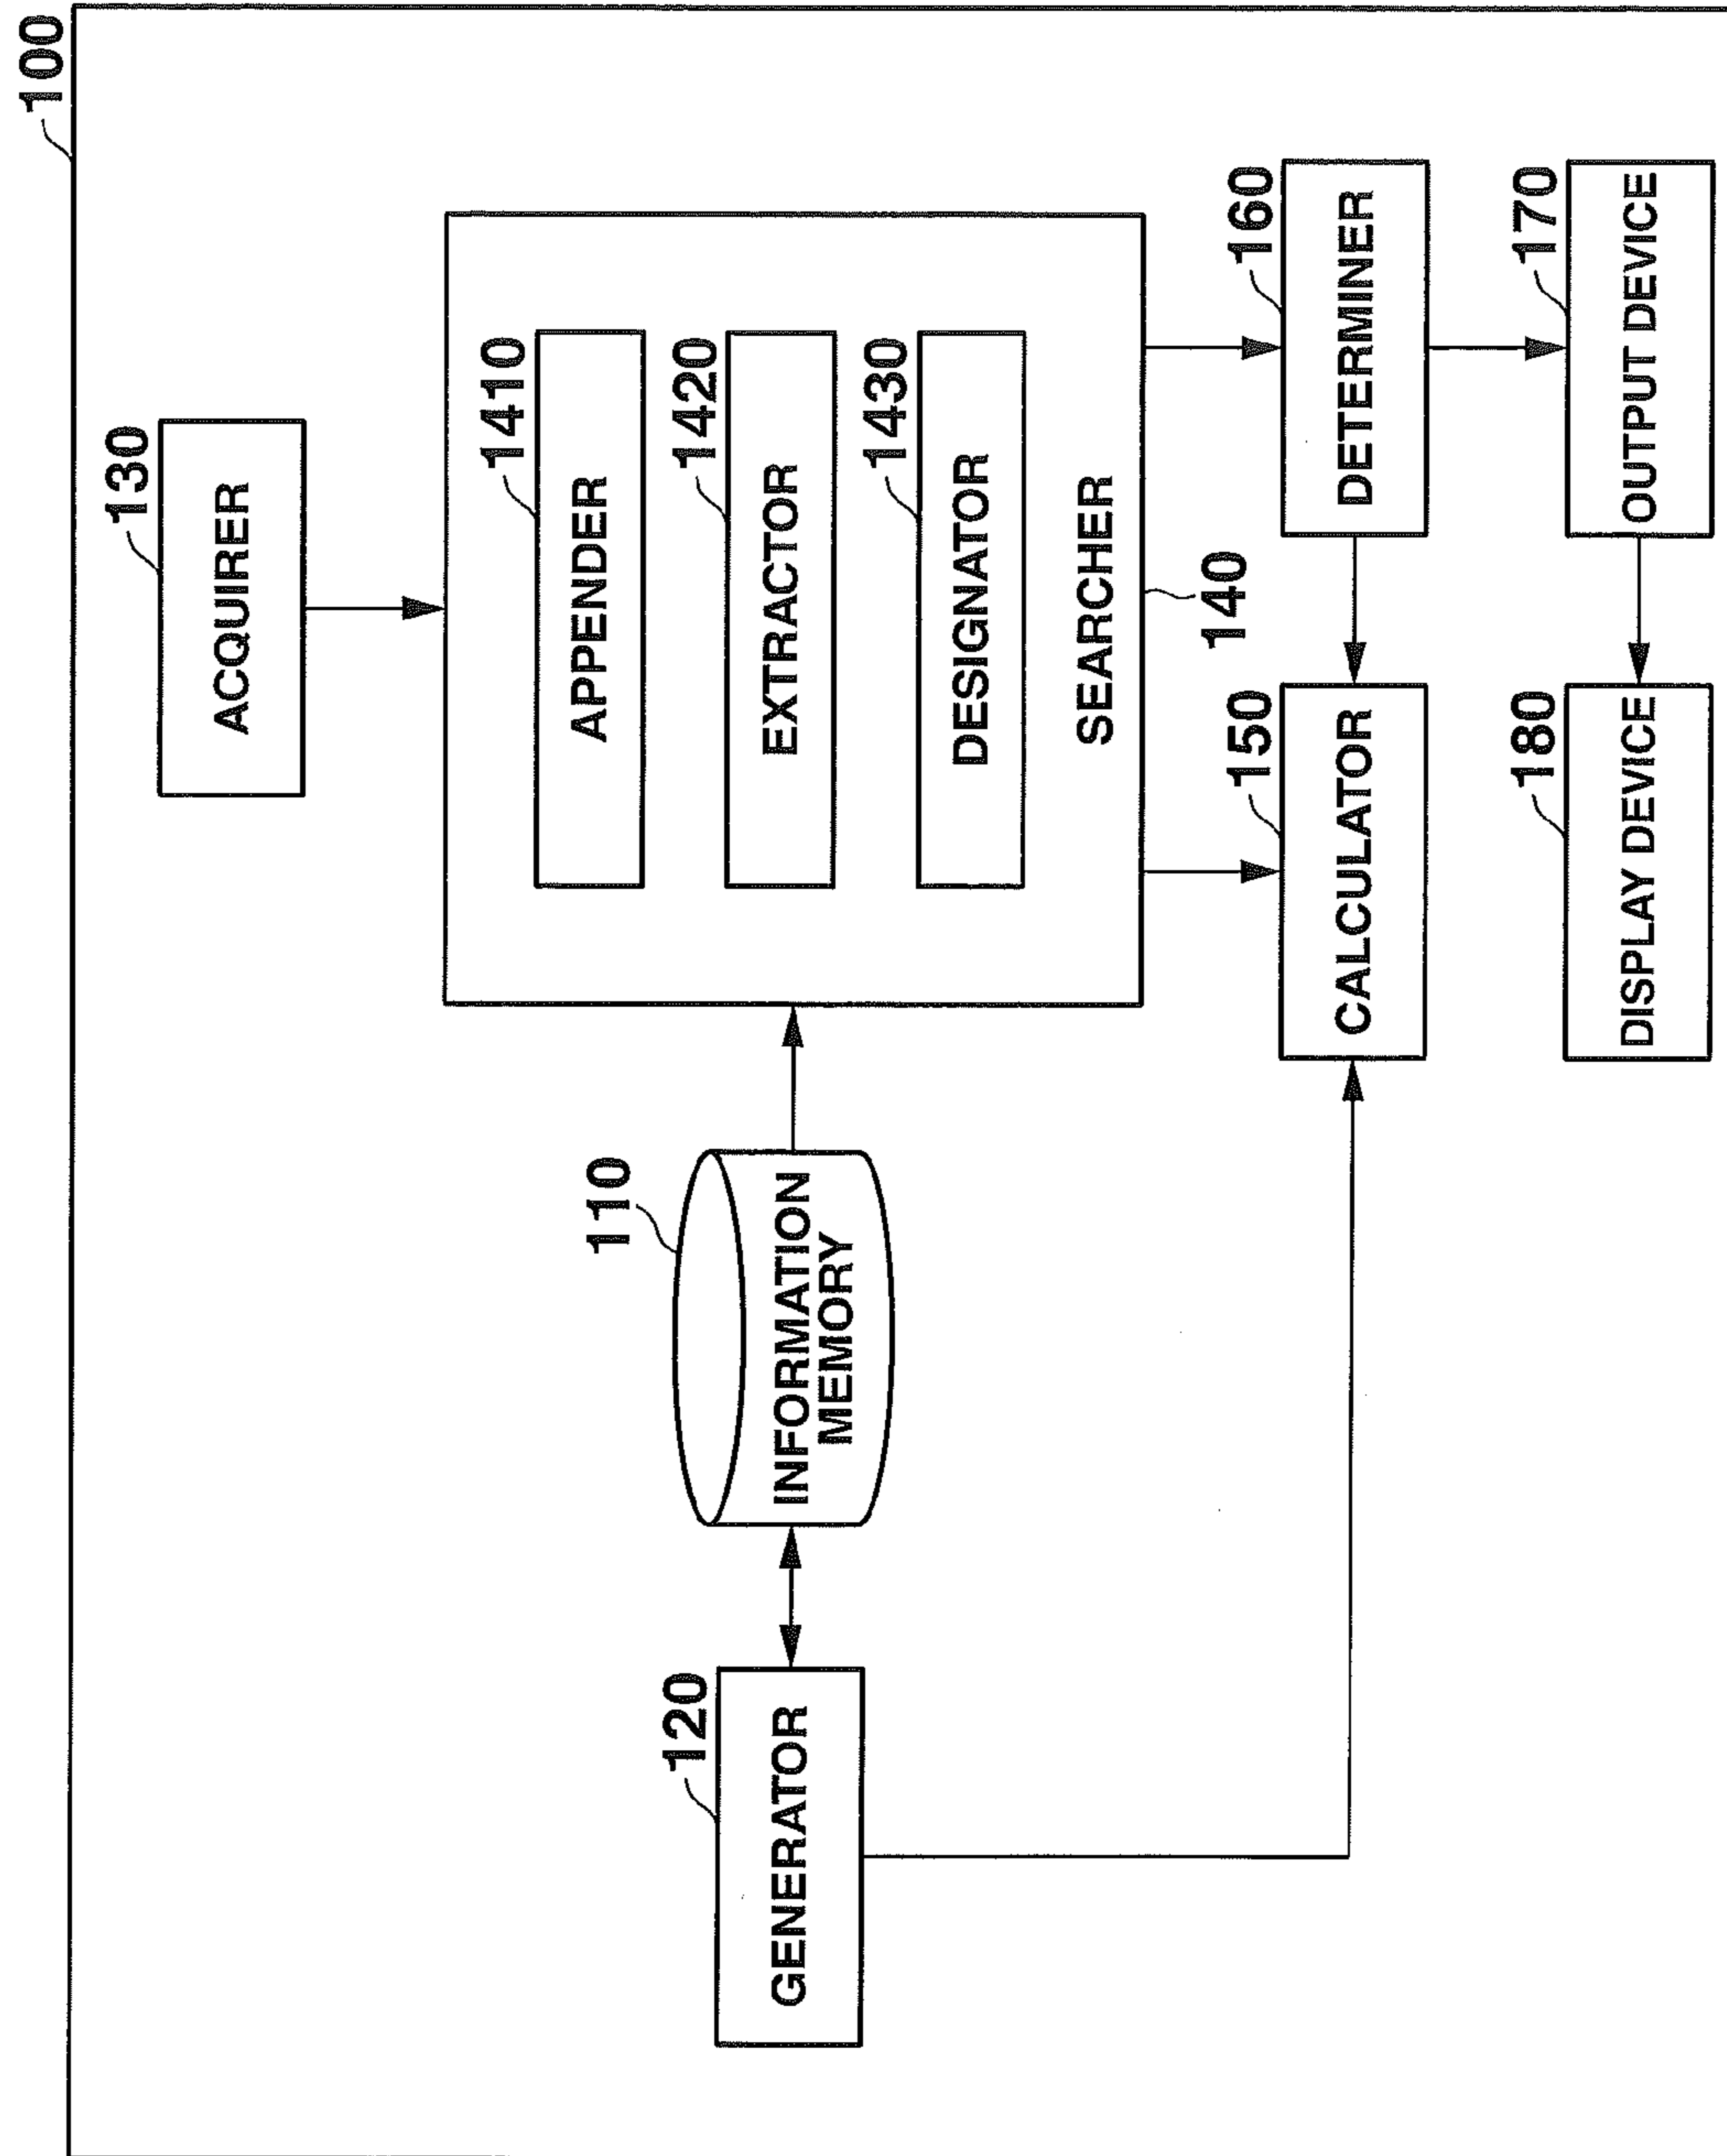 100
130
ACQUIRER
1410
APPENDER
1420
EXTRACTOR
1430
DESIGNATOR
SEARCHER
140
110
INFORMATION
MEMORY
120
GENERATOR
150
CALCULATOR
160
DETERMINER
180
DISPLAY DEVICE
170
OUTPUT DEVICE